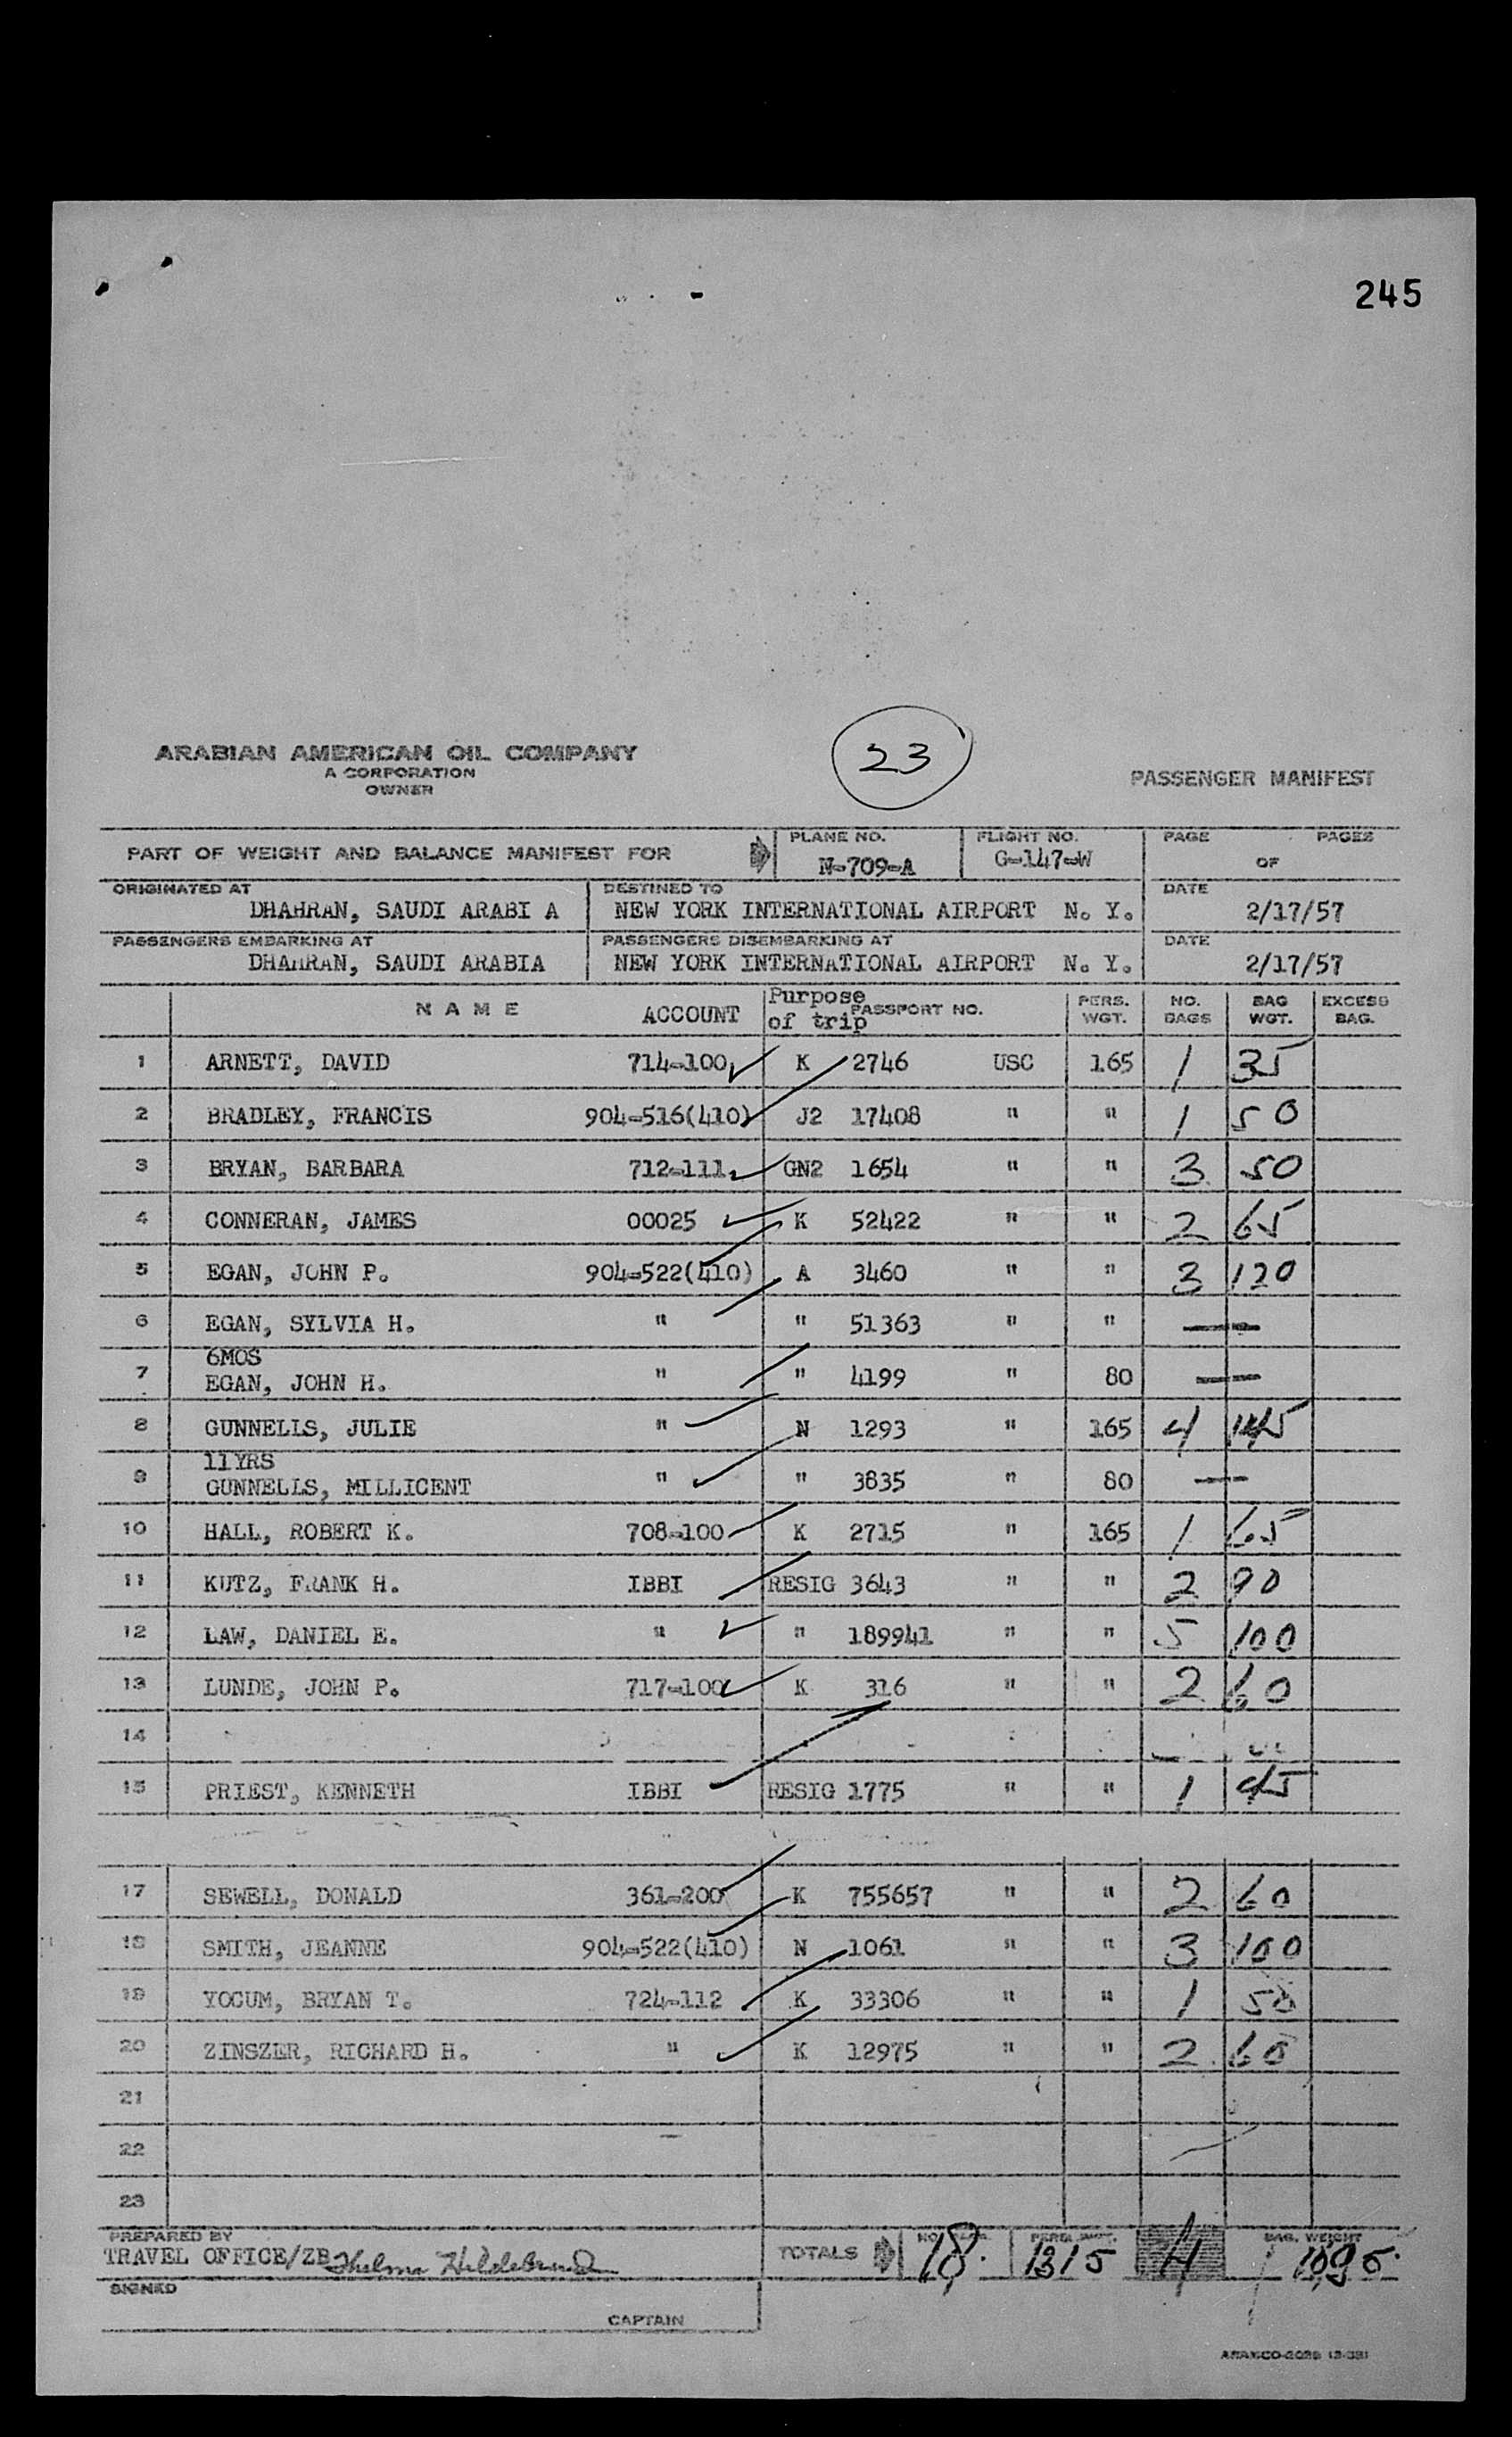 245
23
ARABIAN AMERICAN OIL COMPANY
A CORPORATION
OWNER
PASSENGER MANIFEST
PART OF WEIGHT AND BALANCE MANIFEST FOR PLANE NO. N-709-A FLIGHT NO. G-147-W PAGE OF PAGES
ORIGINATED AT DHAHRAN, SAUDI ARABI A DESTINED TO NEW YORK INTERNATIONAL AIRPORT N. Y. DATE 2/17/57
PASSENGERS EMBARKING AT DHAHRAN, SAUDI ARABIA PASSENGERS DISEMBARKING AT NEW YORK INTERNATIONAL AIRPORT N. Y. DATE 2/17/57
NAME ACCOUNT Purpose of trip PASSPORT NO. PERS. WGT. NO. BAGS BAG WGT. EXCESS BAG.
1 ARNETT, DAVID 714-100 K 2746 USC 165 1 35
2 BRADLEY, FRANCIS 904-516(410) J2 17408 " " 1 50
3 BRYAN, BARBARA 712-111 GN2 1654 " " 3 50
4 CONNERAN, JAMES 00025 K 52422 " " 2 65
5 EGAN, JOHN P. 904-522(410) A 3460 " " 3 120
6 EGAN, SYLVIA H. " " 51363 " " —
6MOS
7 EGAN, JOHN H. " " 4199 " 80 —
8 GUNNELLS, JULIE " N 1293 " 165 4 145
11YRS
9 GUNNELLS, MILLICENT " " 3835 " 80 —
10 HALL, ROBERT K. 708-100 K 2715 " 165 1 65
11 KUTZ, FRANK H. IBBI RESIG 3643 " " 2 90
12 LAW, DANIEL E. " " 189941 " " 5 100
13 LUNDE, JOHN P. 717-100 K 316 " " 2 60
14
15 PRIEST, KENNETH IBBI RESIG 1775 " " 1 45
17 SEWELL, DONALD 361-200 K 755657 " " 2 60
18 SMITH, JEANNE 904-522(410) N 1061 " " 3 100
19 YOCUM, BRYAN T. 724-112 K 33306 " " 1 50
20 ZINSZER, RICHARD H. " K 12975 " " 2 60
21
22
23
PREPARED BY TRAVEL OFFICE/ZB Thelma Hildebrand TOTALS 18 PERS. WGT. 1315 BAG. WEIGHT 1095
SIGNED
CAPTAIN